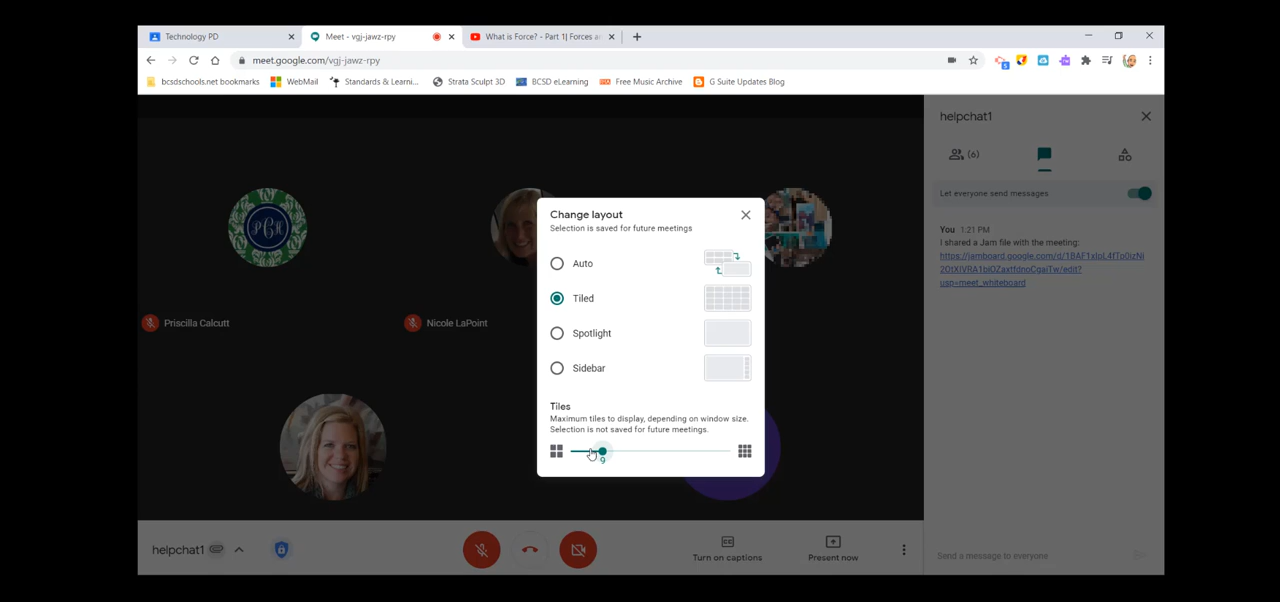 Technology PD
Meet - vgj-jawz-rpy
What is Force? - Part 1| Forces a
meet.google.com/vgj-jawz-rpy
bcsdschools.net bookmarks
WebMail
Standards & Learni...
Strata Sculpt 3D
BCSD eLearning
Free Music Archive
G Suite Updates Blog
helpchat1
(6)
Let everyone send messages
You 1:21 PM
I shared a Jam file with the meeting:
usp=meet_whiteboard
Priscilla Calcutt
Nicole LaPoint
PCH
Change layout
Selection is saved for future meetings
Auto
Tiled
Spotlight
Sidebar
Tiles
Maximum tiles to display, depending on window size.
Selection is not saved for future meetings.
9
helpchat1
CC
Turn on captions
Present now
Send a message to everyone